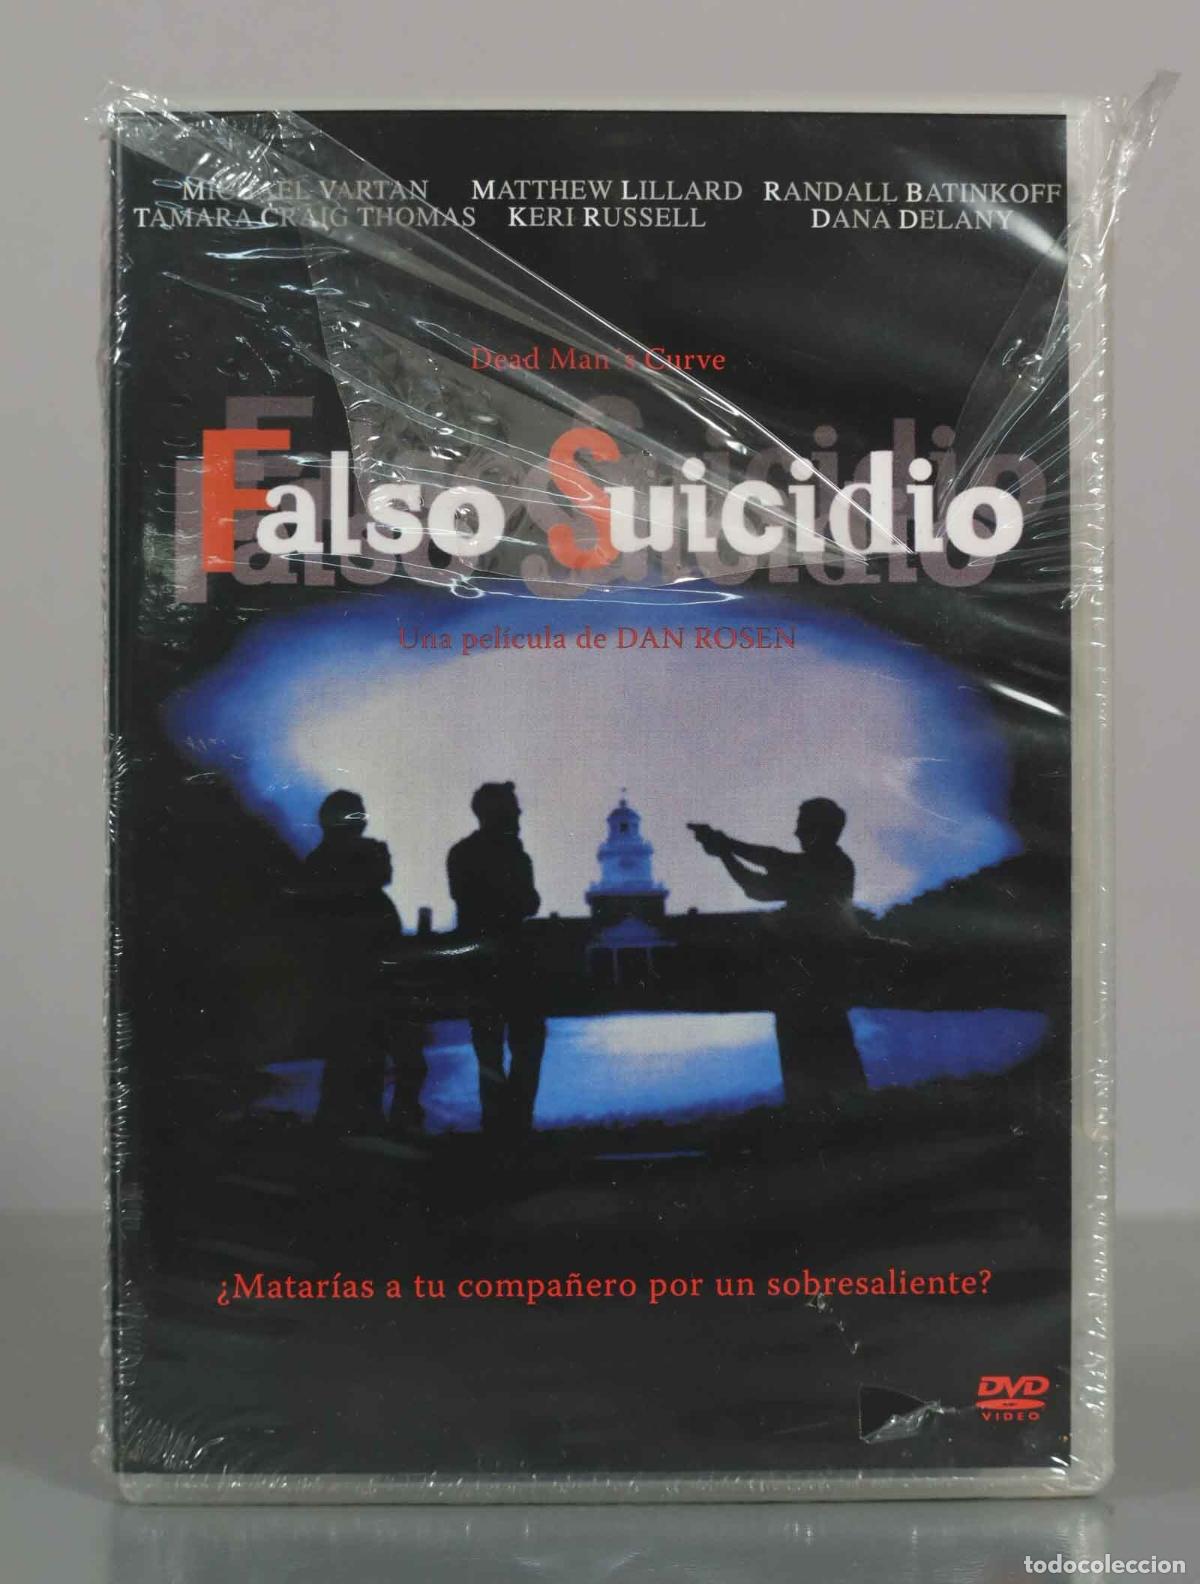 MICHAEL VARTAN MATTHEW LILLARD RANDALL BATINKOFF
TAMARA CRAIG THOMAS KERI RUSSELL DANA DELANY
Dead Man´s Curve
Falso Suicidio
Una película de DAN ROSEN
¿Matarías a tu compañero por un sobresaliente?
DVD
VIDEO
todocoleccion